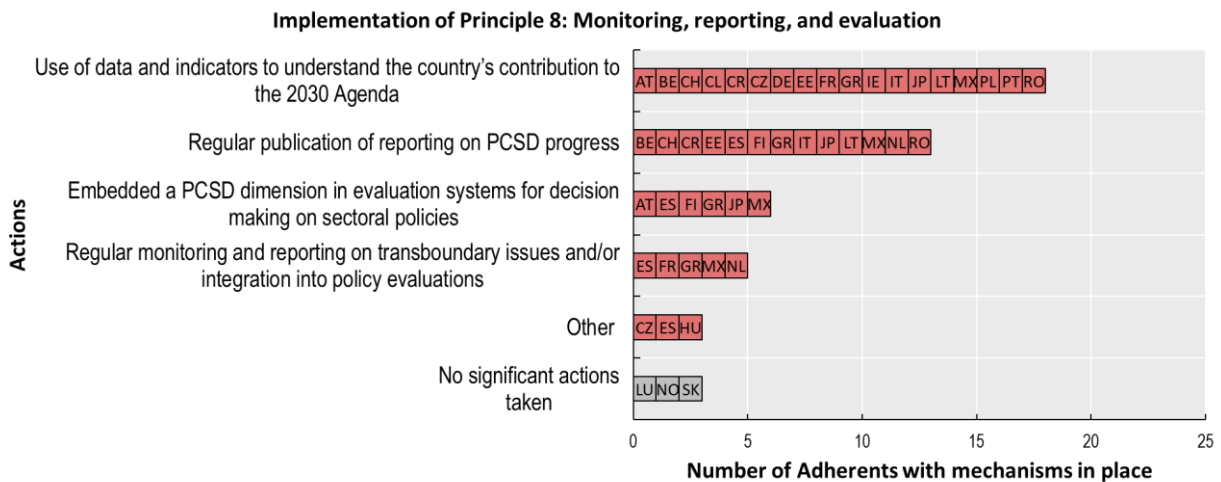 Implementation of Principle 8: Monitoring, reporting, and evaluation
Use of data and indicators to understand the country's contribution to
the 2030 Agenda
AT BE CH CL CR CZ DE EE FR GR IE IT JP LT MX PL PT RO
Regular publication of reporting on PCSD progress
BE CH CR EE ES FI GR IT JP LT MX NL RO
Embedded a PCSD dimension in evaluation systems for decision
making on sectoral policies
AT ES FI GR JP MX
Regular monitoring and reporting on transboundary issues and/or
integration into policy evaluations
ES FR GR MX NL
Other
CZ ES HU
No significant actions
taken
LU NO SK
Actions
0 5 10 15 20 25
Number of Adherents with mechanisms in place